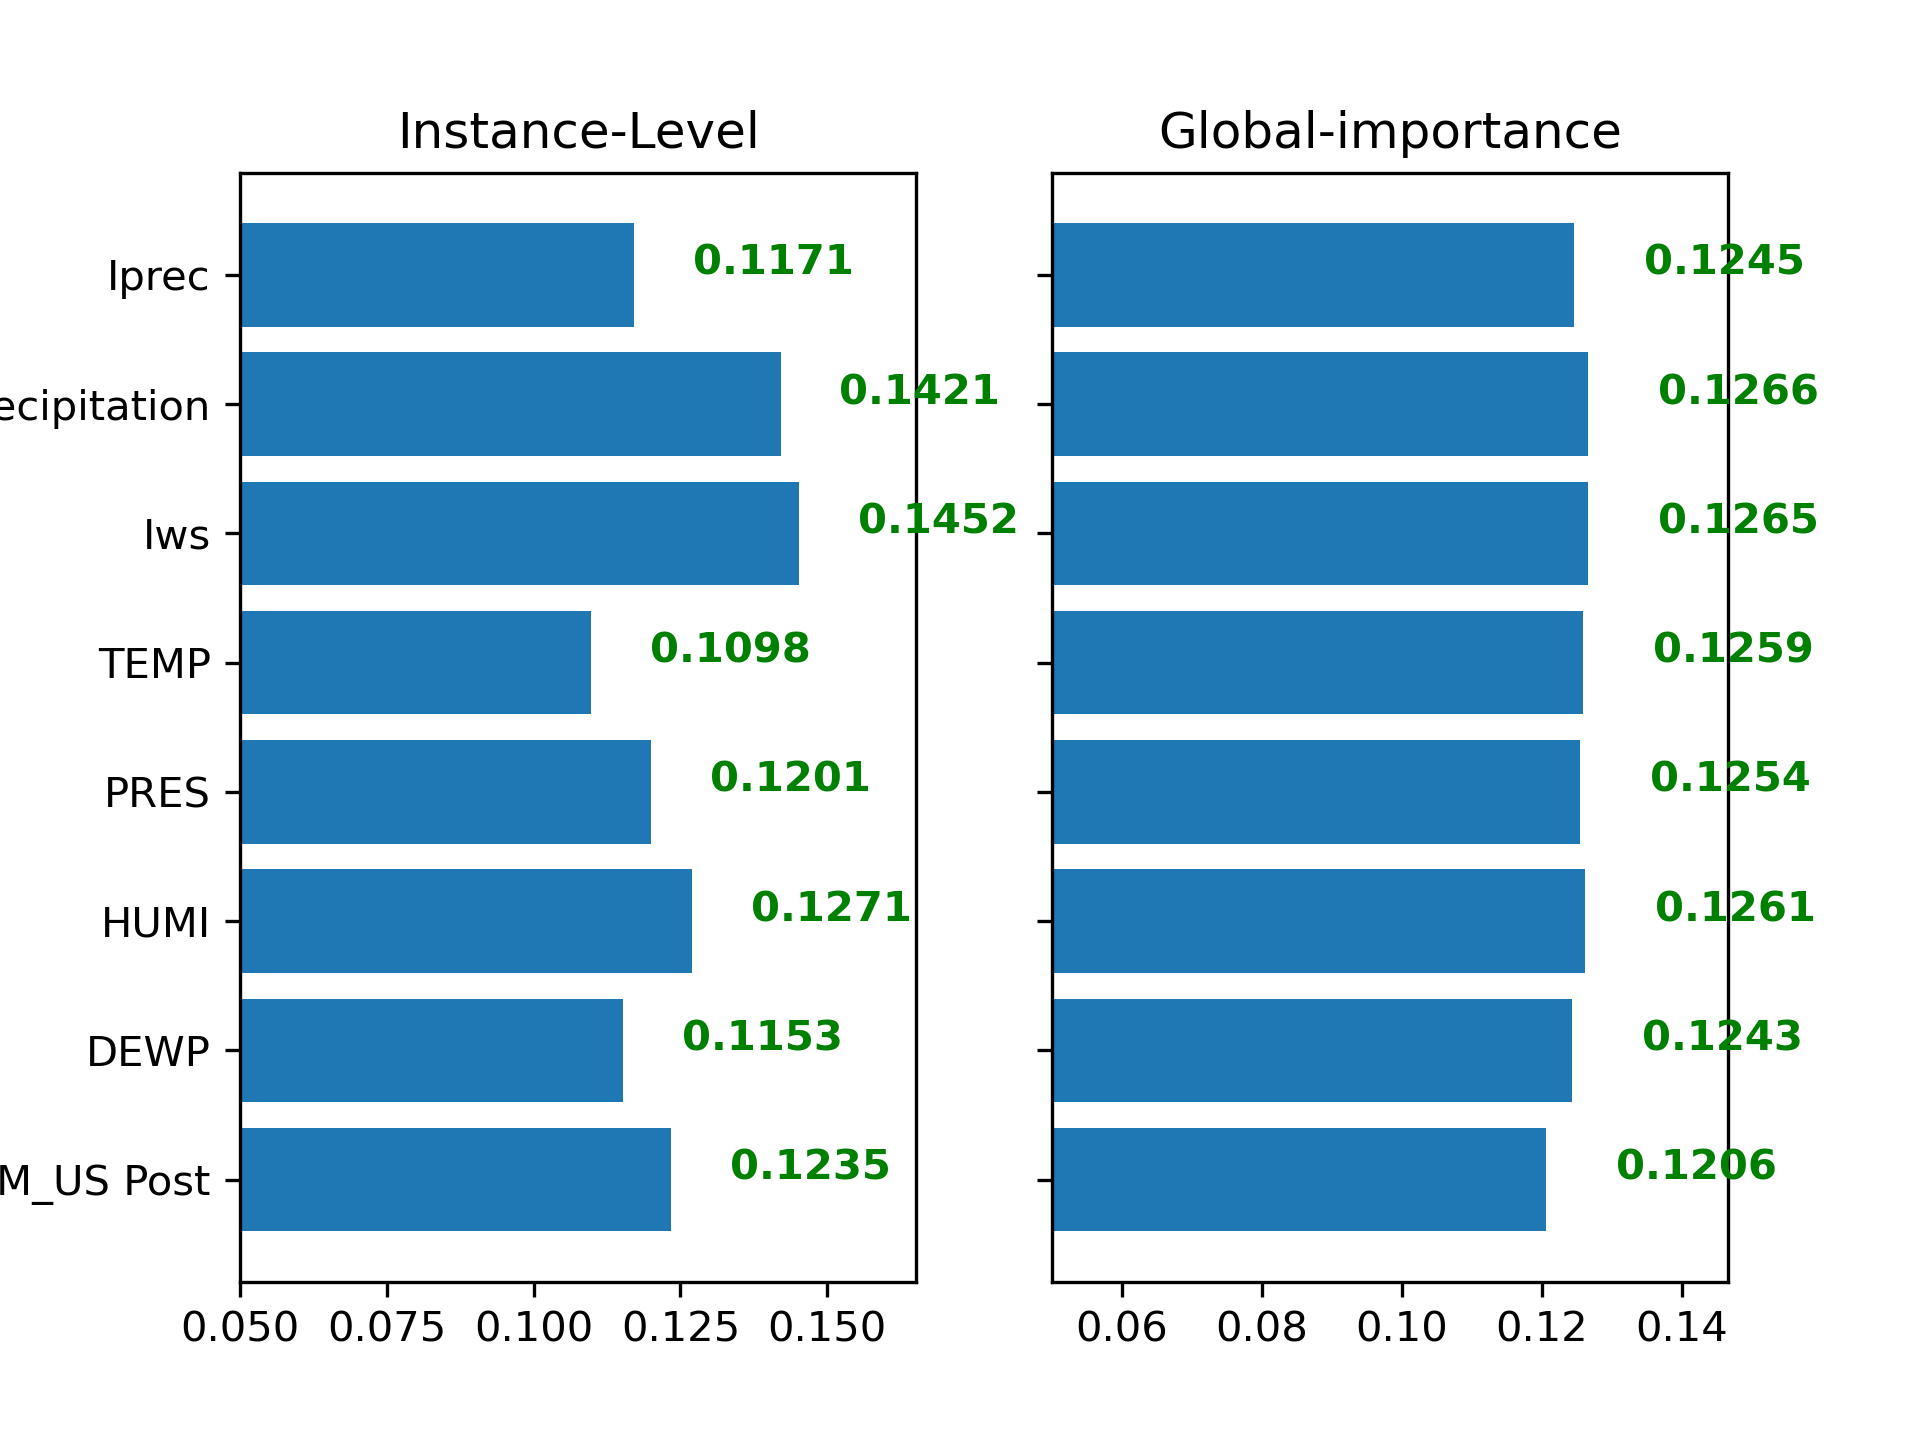 Instance-Level
Iprec
ecipitation
Iws
TEMP
PRES
HUMI
DEWP
M_US Post
0.1171
0.1421
0.1452
0.1098
0.1201
0.1271
0.1153
0.1235
0.050 0.075 0.100 0.125 0.150
Global-importance
0.1245
0.1266
0.1265
0.1259
0.1254
0.1261
0.1243
0.1206
0.06 0.08 0.10 0.12 0.14